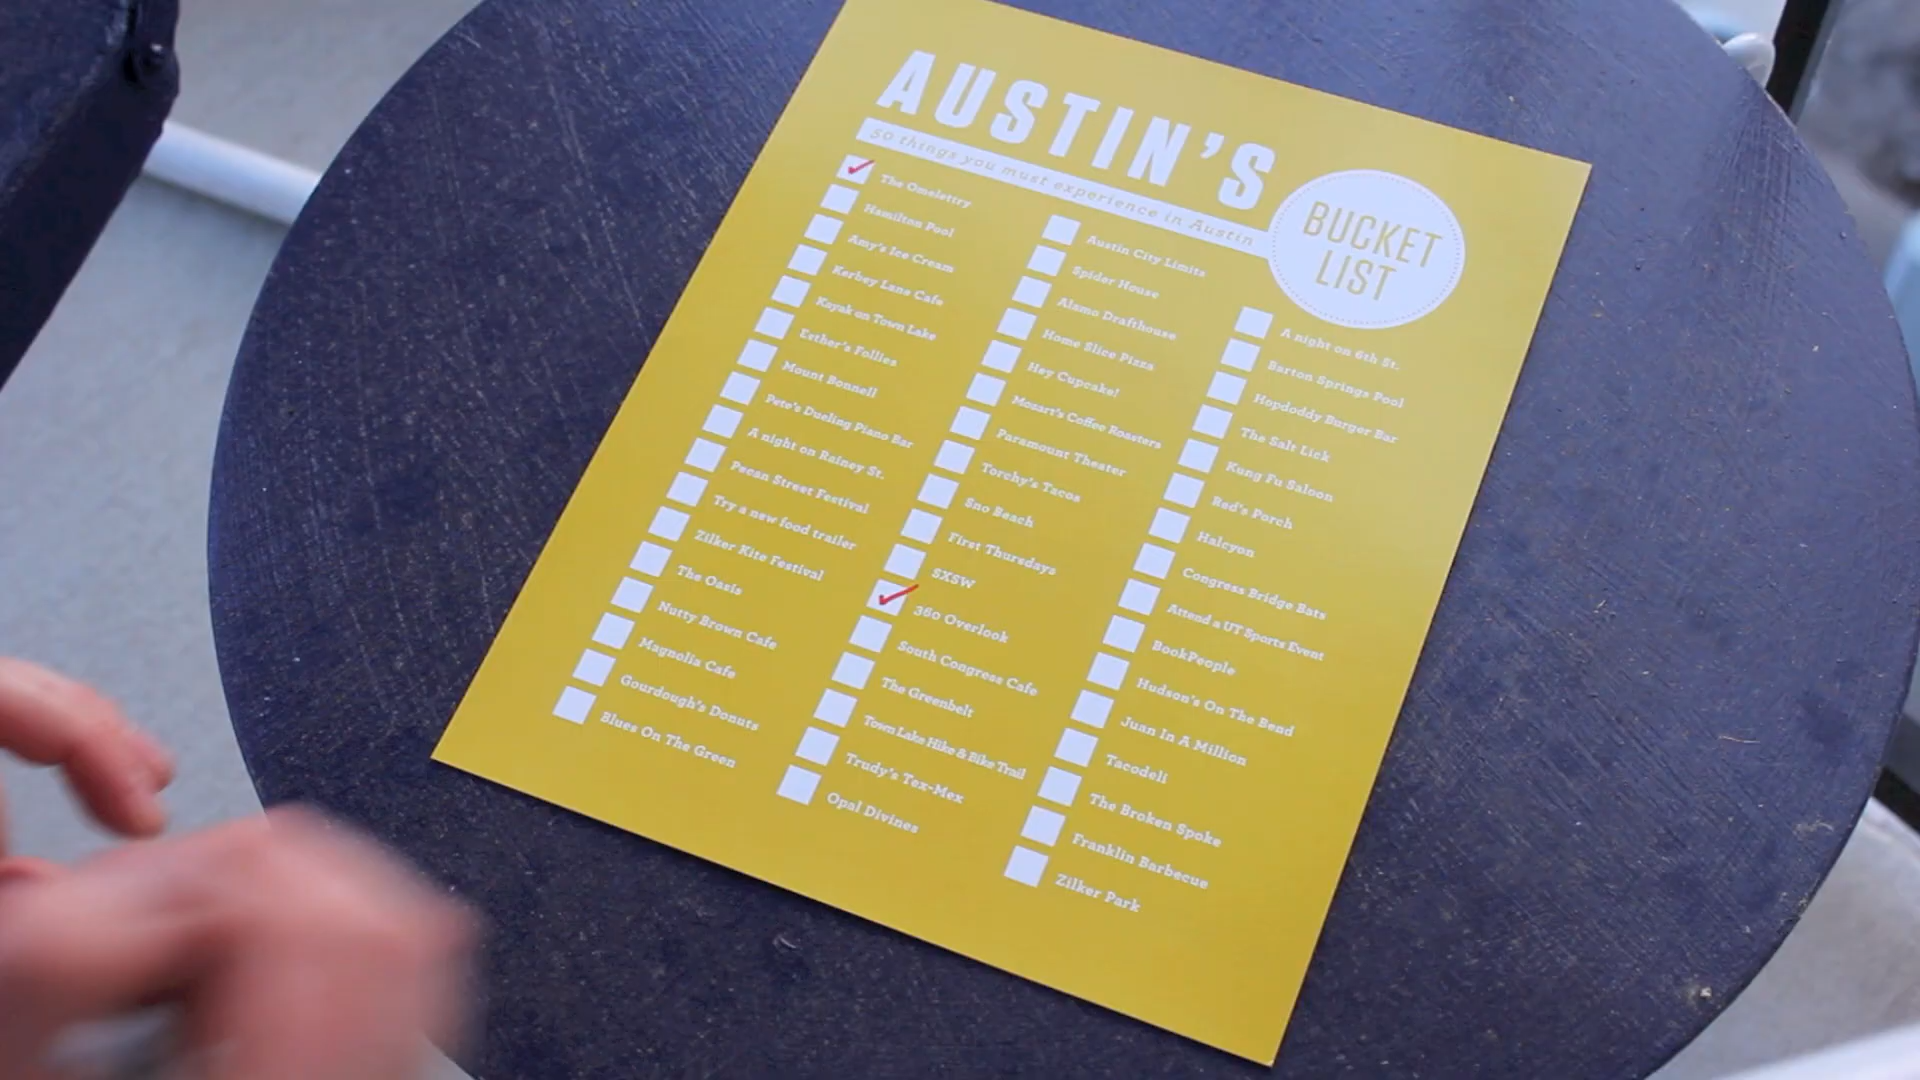 AUSTIN'S
50 things you must experience in Austin
BUCKET
LIST
The Omelettry
Hamilton Pool
Amy's Ice Cream
Kerbey Lane Cafe
Kayak on Town Lake
Esther's Follies
Mount Bonnell
Pete's Dueling Piano Bar
A night on Rainey St.
Pecan Street Festival
Try a new food trailer
Zilker Kite Festival
The Oasis
Nutty Brown Cafe
Magnolia Cafe
Gourdough's Donuts
Blues On The Green
Austin City Limits
Spider House
Alamo Drafthouse
Home Slice Pizza
Hey Cupcake!
Mozart's Coffee Roasters
Paramount Theater
Torchy's Tacos
Sno Beach
First Thursdays
SXSW
360 Overlook
South Congress Cafe
The Greenbelt
Town Lake Hike & Bike Trail
Trudy's Tex-Mex
Opal Divines
A night on 6th St.
Barton Springs Pool
Hopdoddy Burger Bar
The Salt Lick
Kung Fu Saloon
Red's Porch
Halcyon
Congress Bridge Bats
Attend a UT Sports Event
BookPeople
Hudson's On The Bend
Juan In A Million
Tacodeli
The Broken Spoke
Franklin Barbecue
Zilker Park